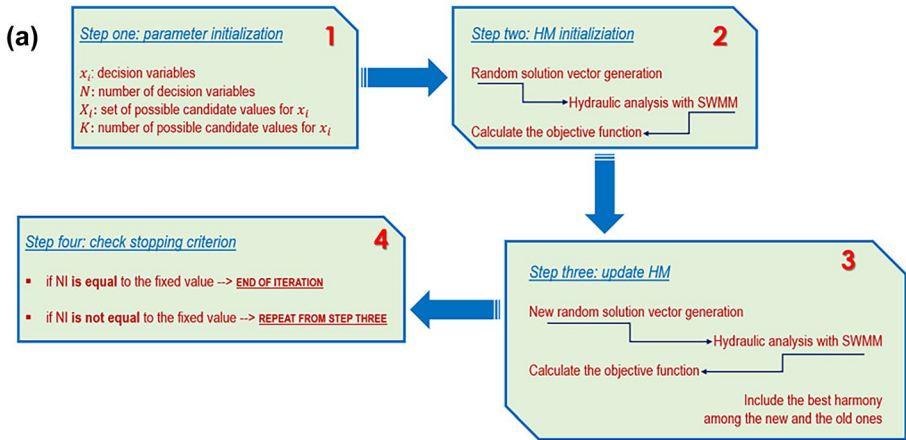 (a)
Step one: parameter initialization
1
xᵢ: decision variables
N: number of decision variables
Xᵢ: set of possible candidate values for xᵢ
K: number of possible candidate values for xᵢ
Step two: HM initializiation
2
Random solution vector generation
Hydraulic analysis with SWMM
Calculate the objective function
Step three: update HM
3
New random solution vector generation
Hydraulic analysis with SWMM
Calculate the objective function
Include the best harmony
among the new and the old ones
Step four: check stopping criterion
4
▪ if NI is equal to the fixed value --> END OF ITERATION
▪ if NI is not equal to the fixed value --> REPEAT FROM STEP THREE